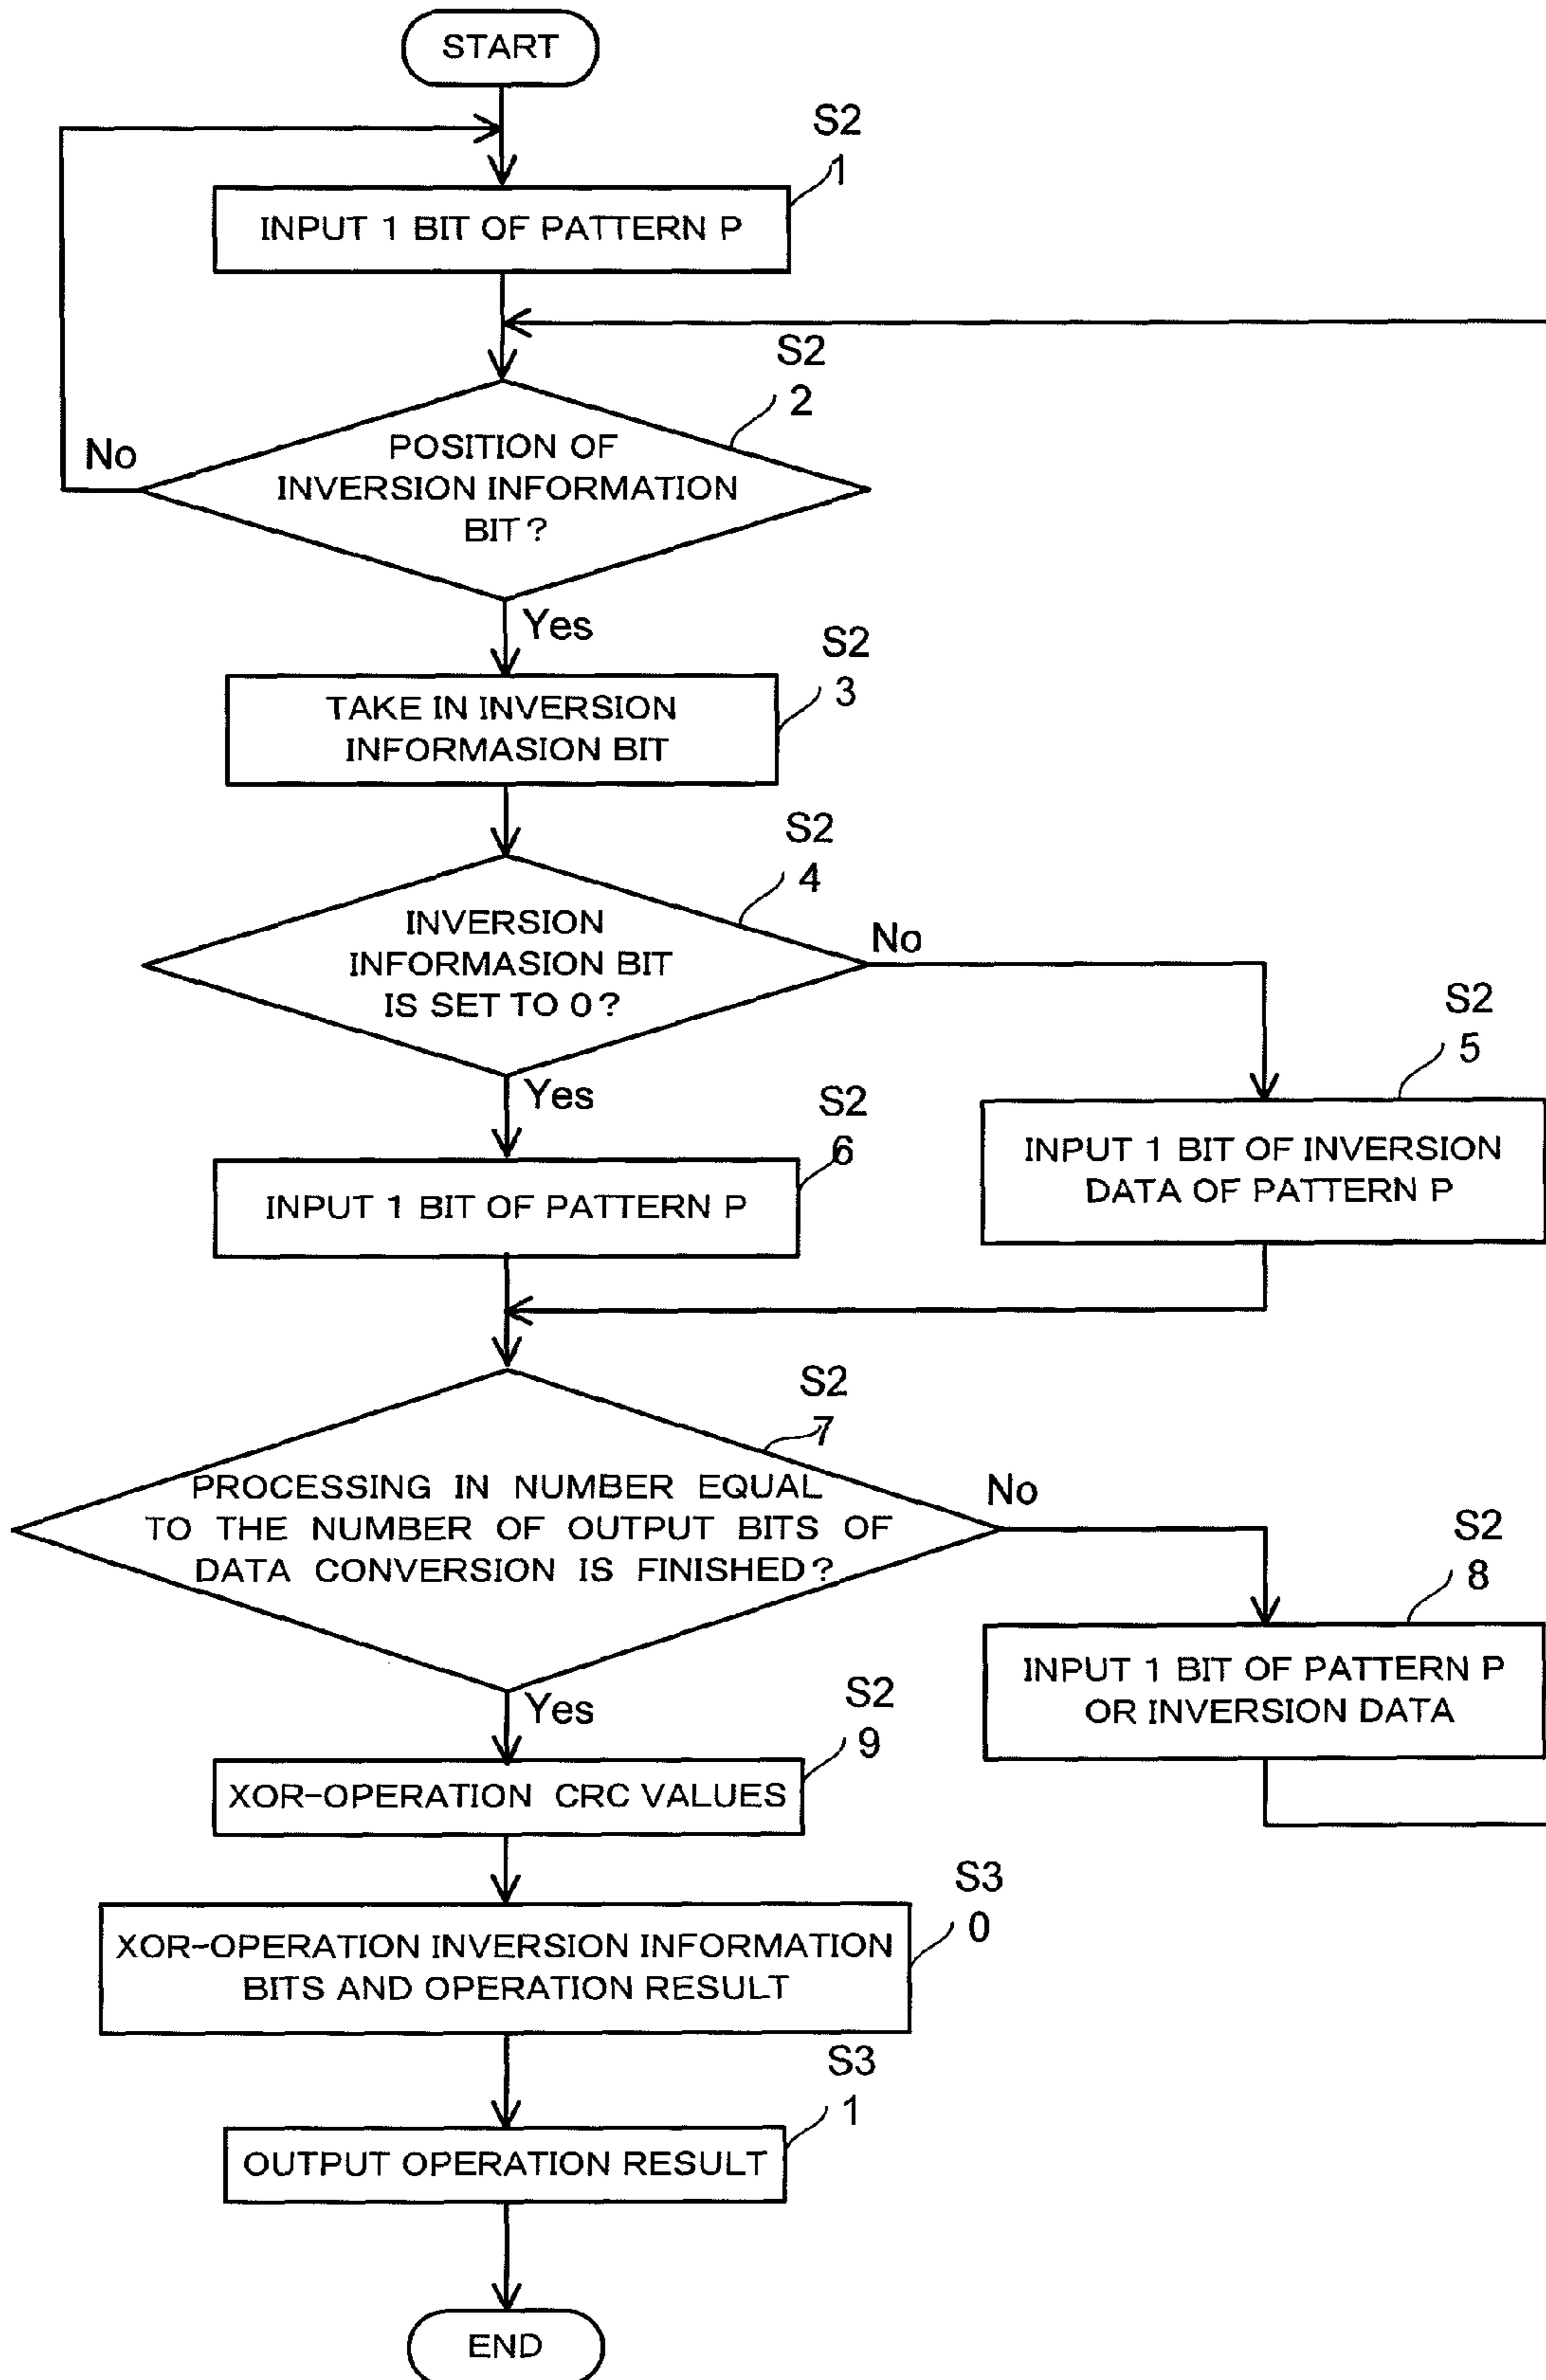 START
S2
1
INPUT 1 BIT OF PATTERN P
S2
2
POSITION OF
INVERSION INFORMATION
BIT?
No
Yes
S2
3
TAKE IN INVERSION
INFORMASION BIT
S2
4
INVERSION
INFORMASION BIT
IS SET TO 0?
No
Yes
S2
5
INPUT 1 BIT OF INVERSION
DATA OF PATTERN P
S2
6
INPUT 1 BIT OF PATTERN P
S2
7
PROCESSING IN NUMBER EQUAL
TO THE NUMBER OF OUTPUT BITS OF
DATA CONVERSION IS FINISHED?
No
Yes
S2
8
INPUT 1 BIT OF PATTERN P
OR INVERSION DATA
S2
9
XOR-OPERATION CRC VALUES
S3
0
XOR-OPERATION INVERSION INFORMATION
BITS AND OPERATION RESULT
S3
1
OUTPUT OPERATION RESULT
END